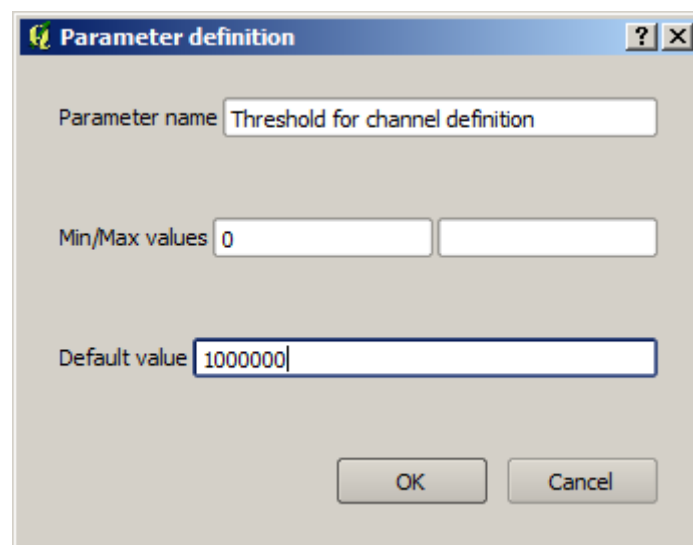 Parameter definition
Parameter name Threshold for channel definition
Min/Max values 0
Default value 1000000
OK Cancel